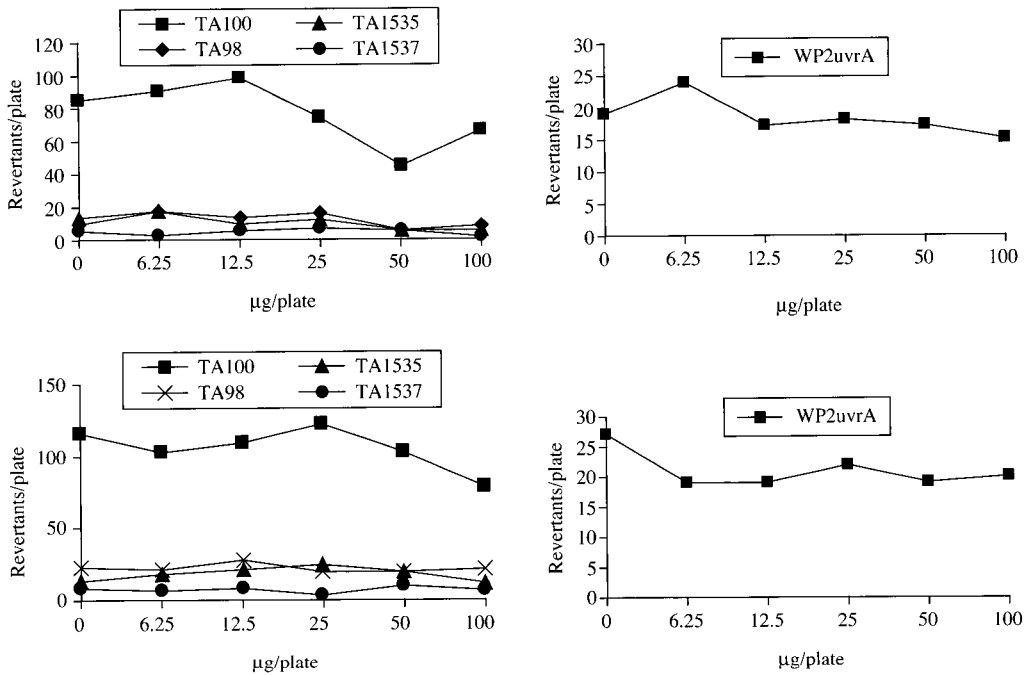 TA100 TA1535
TA98 TA1537
120
100
80
60
40
20
0
Revertants/plate
0 6.25 12.5 25 50 100
µg/plate
WP2uvrA
30
25
20
15
10
5
0
Revertants/plate
0 6.25 12.5 25 50 100
µg/plate
TA100 TA1535
TA98 TA1537
150
100
50
0
Revertants/plate
0 6.25 12.5 25 50 100
µg/plate
WP2uvrA
30
25
20
15
10
5
0
Revertants/plate
0 6.25 12.5 25 50 100
µg/plate